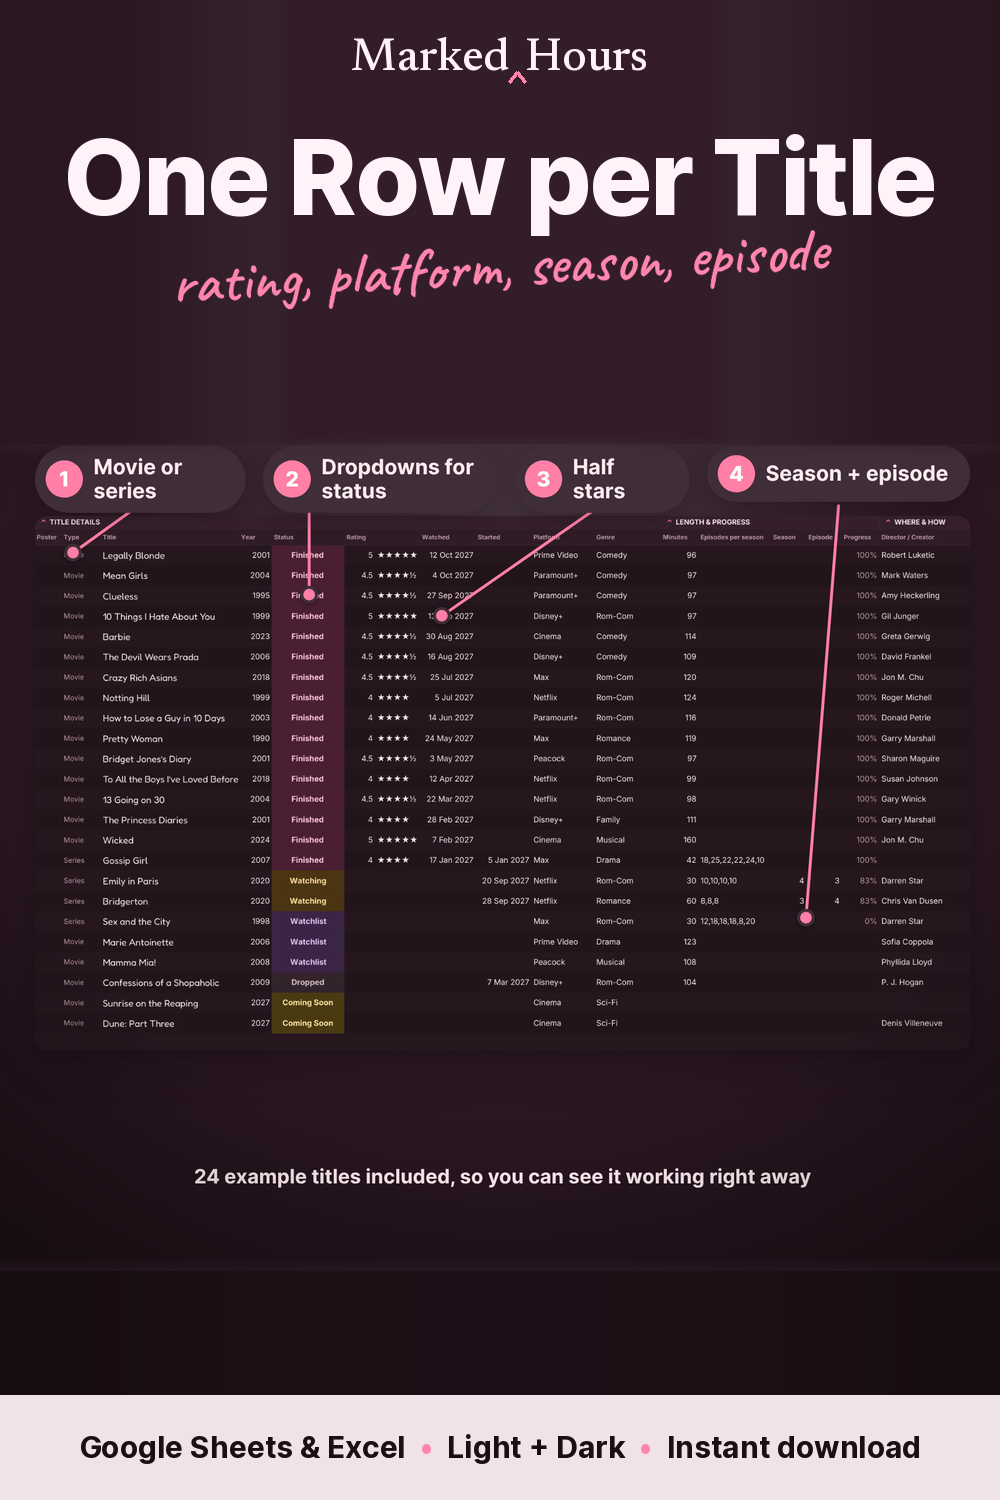 Marked Hours
One Row per Title
rating, platform, season, episode
1 Movie or series
2 Dropdowns for status
3 Half stars
4 Season + episode
TITLE DETAILS LENGTH & PROGRESS WHERE & HOW
Poster Type Title Year Status Rating Watched Started Platform Genre Minutes Episodes per season Season Episode Progress Director / Creator
Legally Blonde 2001 Finished 5 ★★★★★ 12 Oct 2027 Prime Video Comedy 96 100% Robert Luketic
Movie Mean Girls 2004 Finished 4.5 ★★★★½ 4 Oct 2027 Paramount+ Comedy 97 100% Mark Waters
Movie Clueless 1995 4.5 ★★★★½ 27 Sep 2027 Paramount+ Comedy 97 100% Amy Heckerling
Movie 10 Things I Hate About You 1999 Finished 5 ★★★★★ 2027 Disney+ Rom-Com 97 100% Gil Junger
Movie Barbie 2023 Finished 4.5 ★★★★½ 30 Aug 2027 Cinema Comedy 114 100% Greta Gerwig
Movie The Devil Wears Prada 2006 Finished 4.5 ★★★★½ 16 Aug 2027 Disney+ Comedy 109 100% David Frankel
Movie Crazy Rich Asians 2018 Finished 4.5 ★★★★½ 25 Jul 2027 Max Rom-Com 120 100% Jon M. Chu
Movie Notting Hill 1999 Finished 4 ★★★★ 5 Jul 2027 Netflix Rom-Com 124 100% Roger Michell
Movie How to Lose a Guy in 10 Days 2003 Finished 4 ★★★★ 14 Jun 2027 Paramount+ Rom-Com 116 100% Donald Petrie
Movie Pretty Woman 1990 Finished 4 ★★★★ 24 May 2027 Max Romance 119 100% Garry Marshall
Movie Bridget Jones's Diary 2001 Finished 4.5 ★★★★½ 3 May 2027 Peacock Rom-Com 97 100% Sharon Maguire
Movie To All the Boys I've Loved Before 2018 Finished 4 ★★★★ 12 Apr 2027 Netflix Rom-Com 99 100% Susan Johnson
Movie 13 Going on 30 2004 Finished 4.5 ★★★★½ 22 Mar 2027 Netflix Rom-Com 98 100% Gary Winick
Movie The Princess Diaries 2001 Finished 4 ★★★★ 28 Feb 2027 Disney+ Family 111 100% Garry Marshall
Movie Wicked 2024 Finished 5 ★★★★★ 7 Feb 2027 Cinema Musical 160 100% Jon M. Chu
Series Gossip Girl 2007 Finished 4 ★★★★ 17 Jan 2027 5 Jan 2027 Max Drama 42 18,25,22,22,24,10 100%
Series Emily in Paris 2020 Watching 20 Sep 2027 Netflix Rom-Com 30 10,10,10,10 4 3 83% Darren Star
Series Bridgerton 2020 Watching 28 Sep 2027 Netflix Romance 60 8,8,8 3 4 83% Chris Van Dusen
Series Sex and the City 1998 Watchlist Max Rom-Com 30 12,18,18,18,8,20 0% Darren Star
Movie Marie Antoinette 2006 Watchlist Prime Video Drama 123 Sofia Coppola
Movie Mamma Mia! 2008 Watchlist Peacock Musical 108 Phyllida Lloyd
Movie Confessions of a Shopaholic 2009 Dropped 7 Mar 2027 Disney+ Rom-Com 104 P. J. Hogan
Movie Sunrise on the Reaping 2027 Coming Soon Cinema Sci-Fi
Movie Dune: Part Three 2027 Coming Soon Cinema Sci-Fi Denis Villeneuve
24 example titles included, so you can see it working right away
Google Sheets & Excel • Light + Dark • Instant download